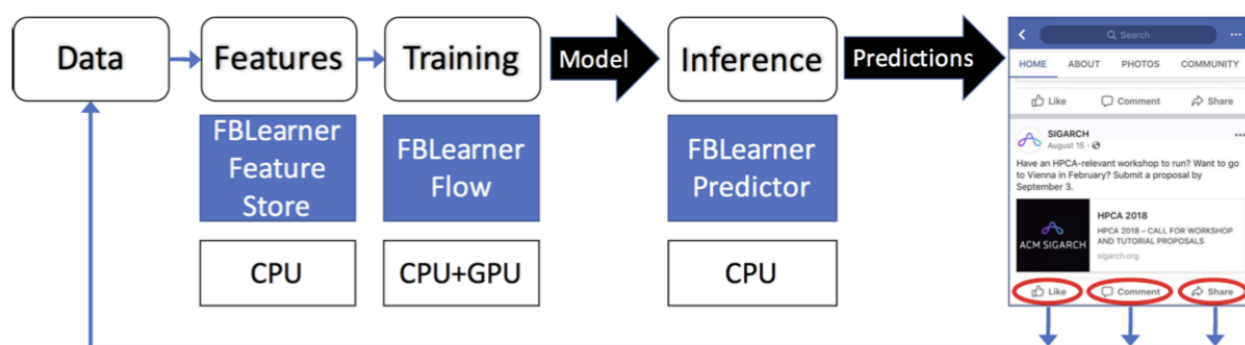 Data
Features
Training
Model
Inference
Predictions
FBLearner
Feature
Store
FBLearner
Flow
FBLearner
Predictor
CPU
CPU+GPU
CPU
Search
HOME ABOUT PHOTOS COMMUNITY
Like Comment Share
SIGARCH
August 15 ·
Have an HPCA-relevant workshop to run? Want to go
to Vienna in February? Submit a proposal by
September 3.
ACM SIGARCH
HPCA 2018
HPCA 2018 – CALL FOR WORKSHOP
AND TUTORIAL PROPOSALS
sigarch.org
Like Comment Share